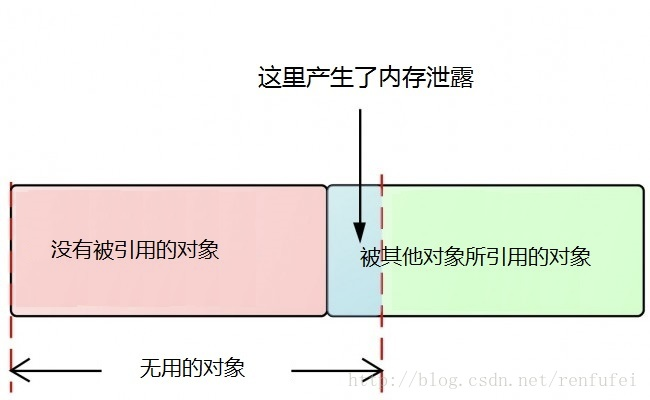 这里产生了内存泄露
没有被引用的对象
被其他对象所引用的对象
无用的对象
http://blog.csdn.net/renfufei